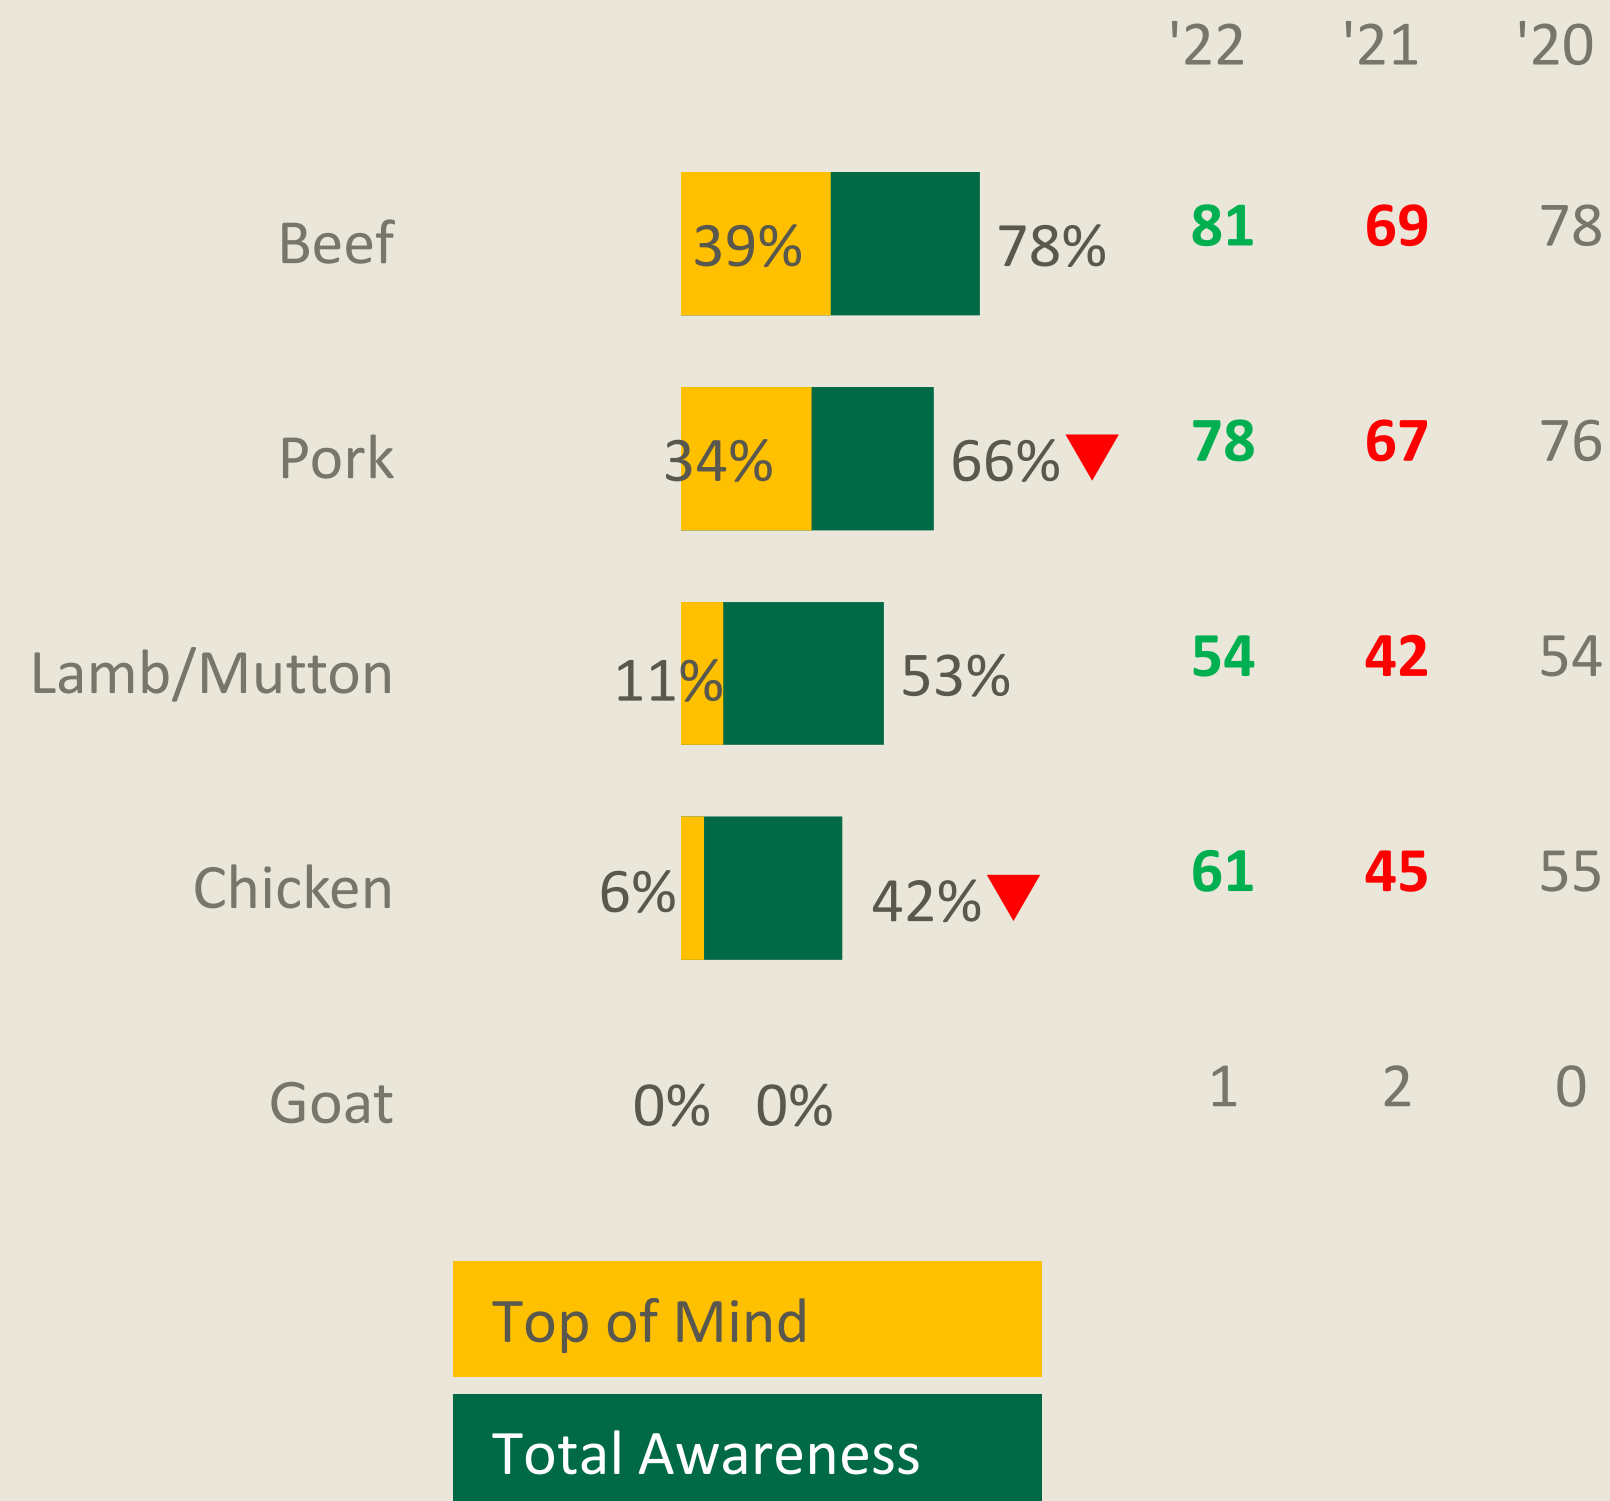 '22 '21 '20
Beef 39% 78% 81 69 78
Pork 34% 66% 78 67 76
Lamb/Mutton 11% 53% 54 42 54
Chicken 6% 42% 61 45 55
Goat 0% 0% 1 2 0
Top of Mind
Total Awareness